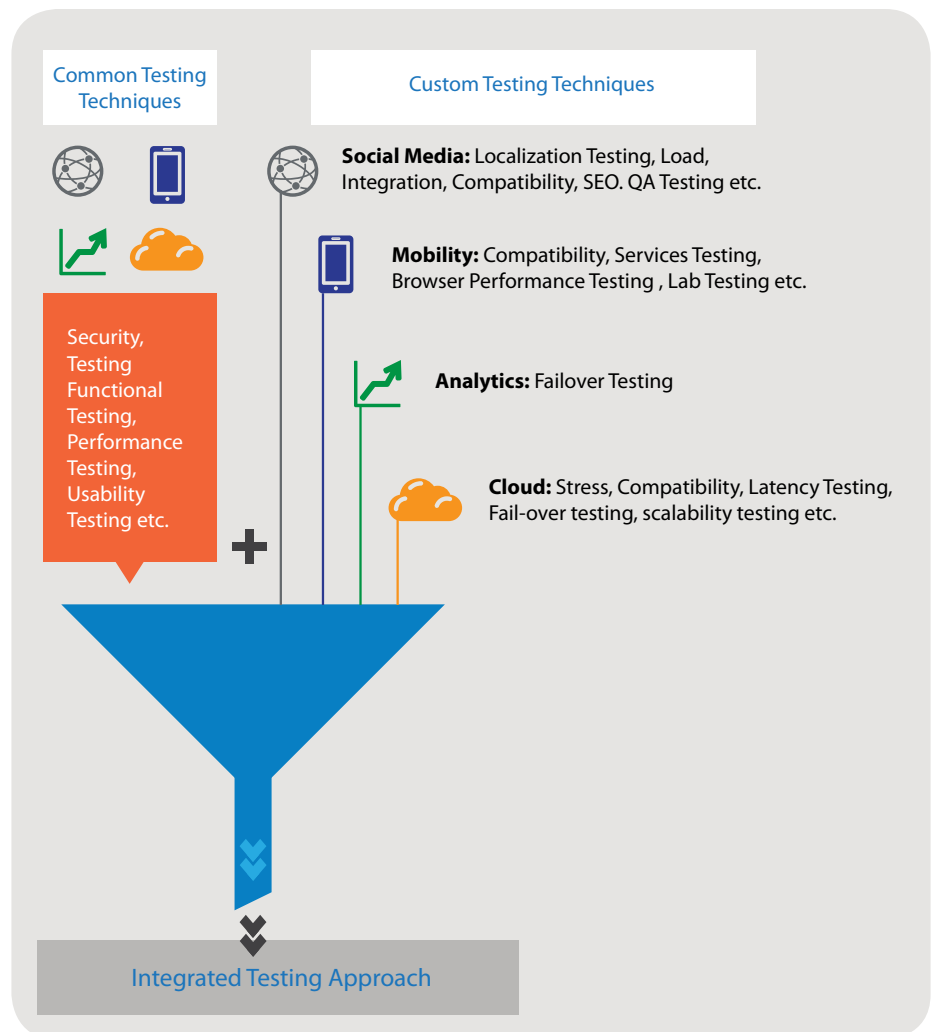 Common Testing
Techniques
Custom Testing Techniques
Social Media: Localization Testing, Load,
Integration, Compatibility, SEO. QA Testing etc.
Mobility: Compatibility, Services Testing,
Browser Performance Testing , Lab Testing etc.
Analytics: Failover Testing
Cloud: Stress, Compatibility, Latency Testing,
Fail-over testing, scalability testing etc.
Security,
Testing
Functional
Testing,
Performance
Testing,
Usability
Testing etc.
Integrated Testing Approach